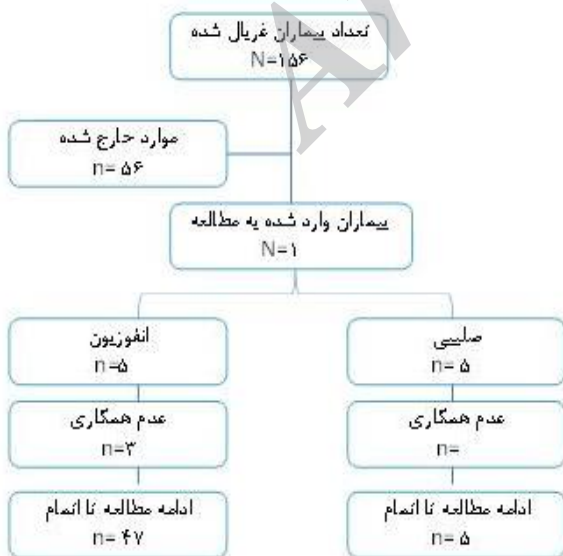 تعداد بیماران غربال شده
N=۱۵۶
موارد خارج شده
n= ۵۶
بیماران وارد شده به مطالعه
N=۱
صلیبی
n= ۵
انفوزیون
n=۵
عدم همکاری
n=
عدم همکاری
n=۳
ادامه مطالعه تا اتمام
n= ۵
ادامه مطالعه تا اتمام
n= ۴۷